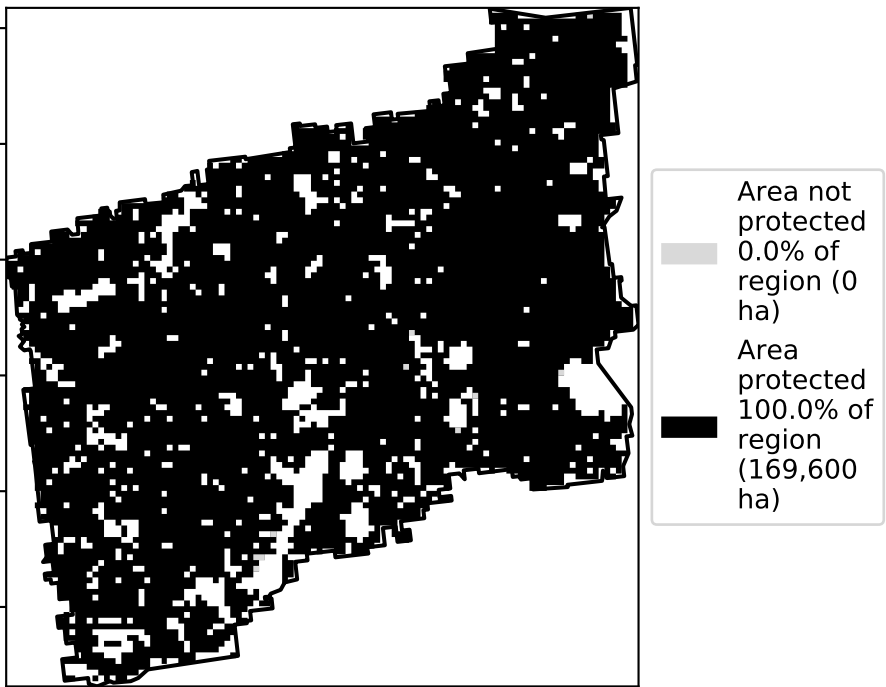 Area not
protected
0.0% of
region (0
ha)
Area
protected
100.0% of
region
(169,600
ha)